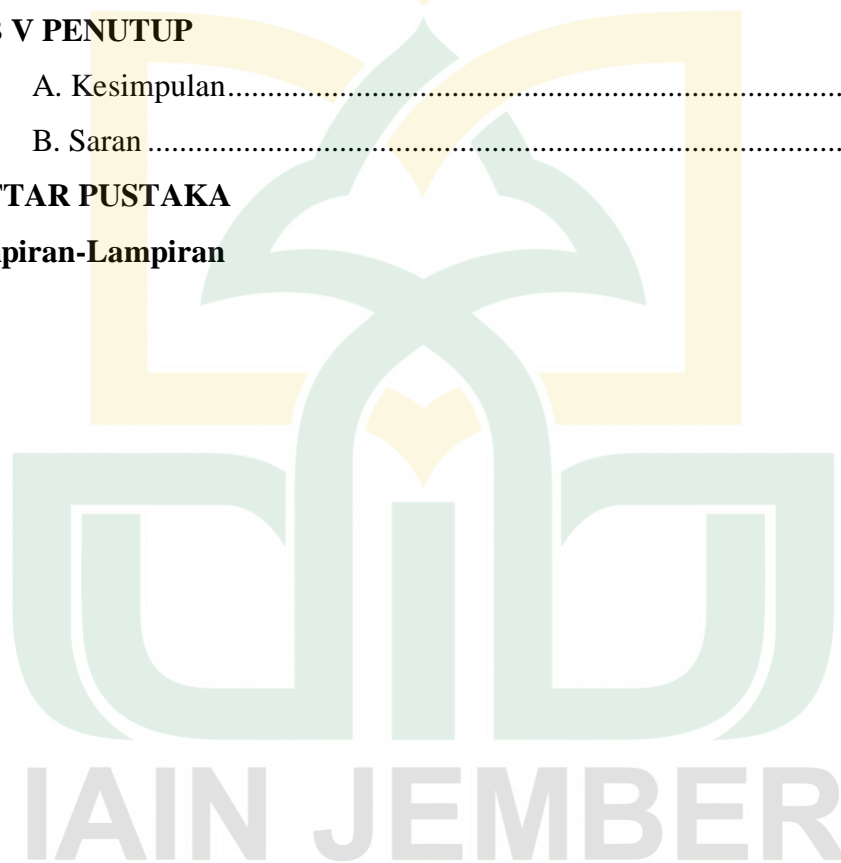 V PENUTUP
A. Kesimpulan..............................................................................
B. Saran .........................................................................................
TAR PUSTAKA
piran-Lampiran
IAIN JEMBER